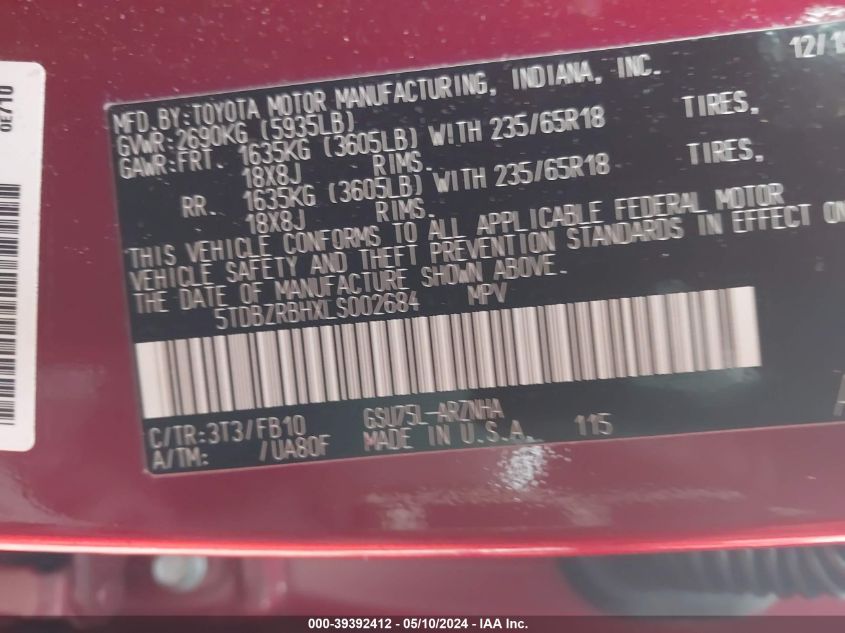 12/1
MFD.BY:TOYOTA MOTOR MANUFACTURING, INDIANA, INC.
GVWR:2690KG (5935LB)
GAWR:FRT. 1635KG (3605LB) WITH 235/65R18 TIRES.
18X8J RIMS.
RR. 1635KG (3605LB) WITH 235/65R18 TIRES.
18X8J RIMS.
THIS VEHICLE CONFORMS TO ALL APPLICABLE FEDERAL MOTOR
VEHICLE SAFETY AND THEFT PREVENTION STANDARDS IN EFFECT ON
THE DATE OF MANUFACTURE SHOWN ABOVE.
5TDBZRBHXLS002684 MPV
C/TR:3T3/FB10 GSU75L-ARZNHA
A/TM: /UA80F MADE IN U.S.A. 115
000-39392412 - 05/10/2024 - IAA Inc.